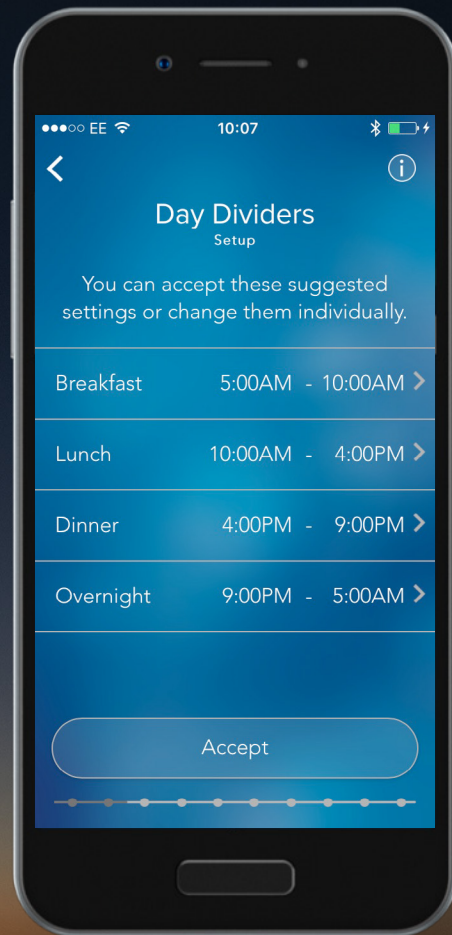 EE 10:07
Day Dividers
Setup
You can accept these suggested
settings or change them individually.
Breakfast 5:00AM - 10:00AM
Lunch 10:00AM - 4:00PM
Dinner 4:00PM - 9:00PM
Overnight 9:00PM - 5:00AM
Accept